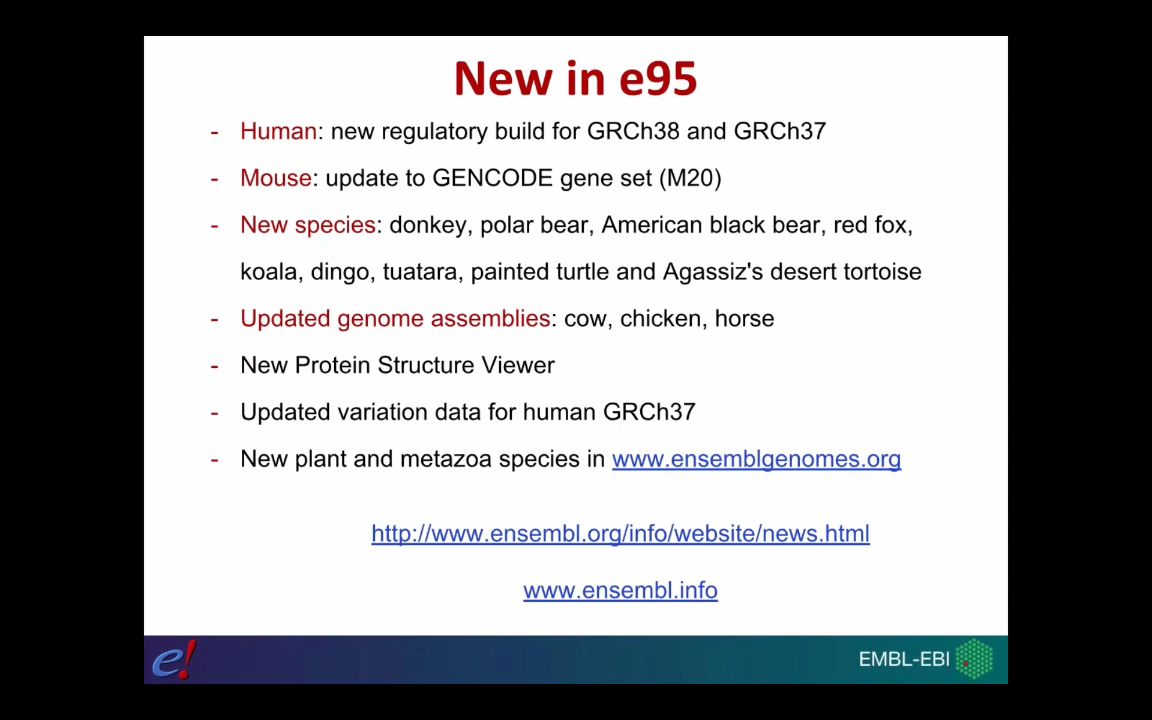 New in e95
- Human: new regulatory build for GRCh38 and GRCh37
- Mouse: update to GENCODE gene set (M20)
- New species: donkey, polar bear, American black bear, red fox,
koala, dingo, tuatara, painted turtle and Agassiz's desert tortoise
- Updated genome assemblies: cow, chicken, horse
- New Protein Structure Viewer
- Updated variation data for human GRCh37
- New plant and metazoa species in www.ensemblgenomes.org
http://www.ensembl.org/info/website/news.html
www.ensembl.info
e! EMBL-EBI